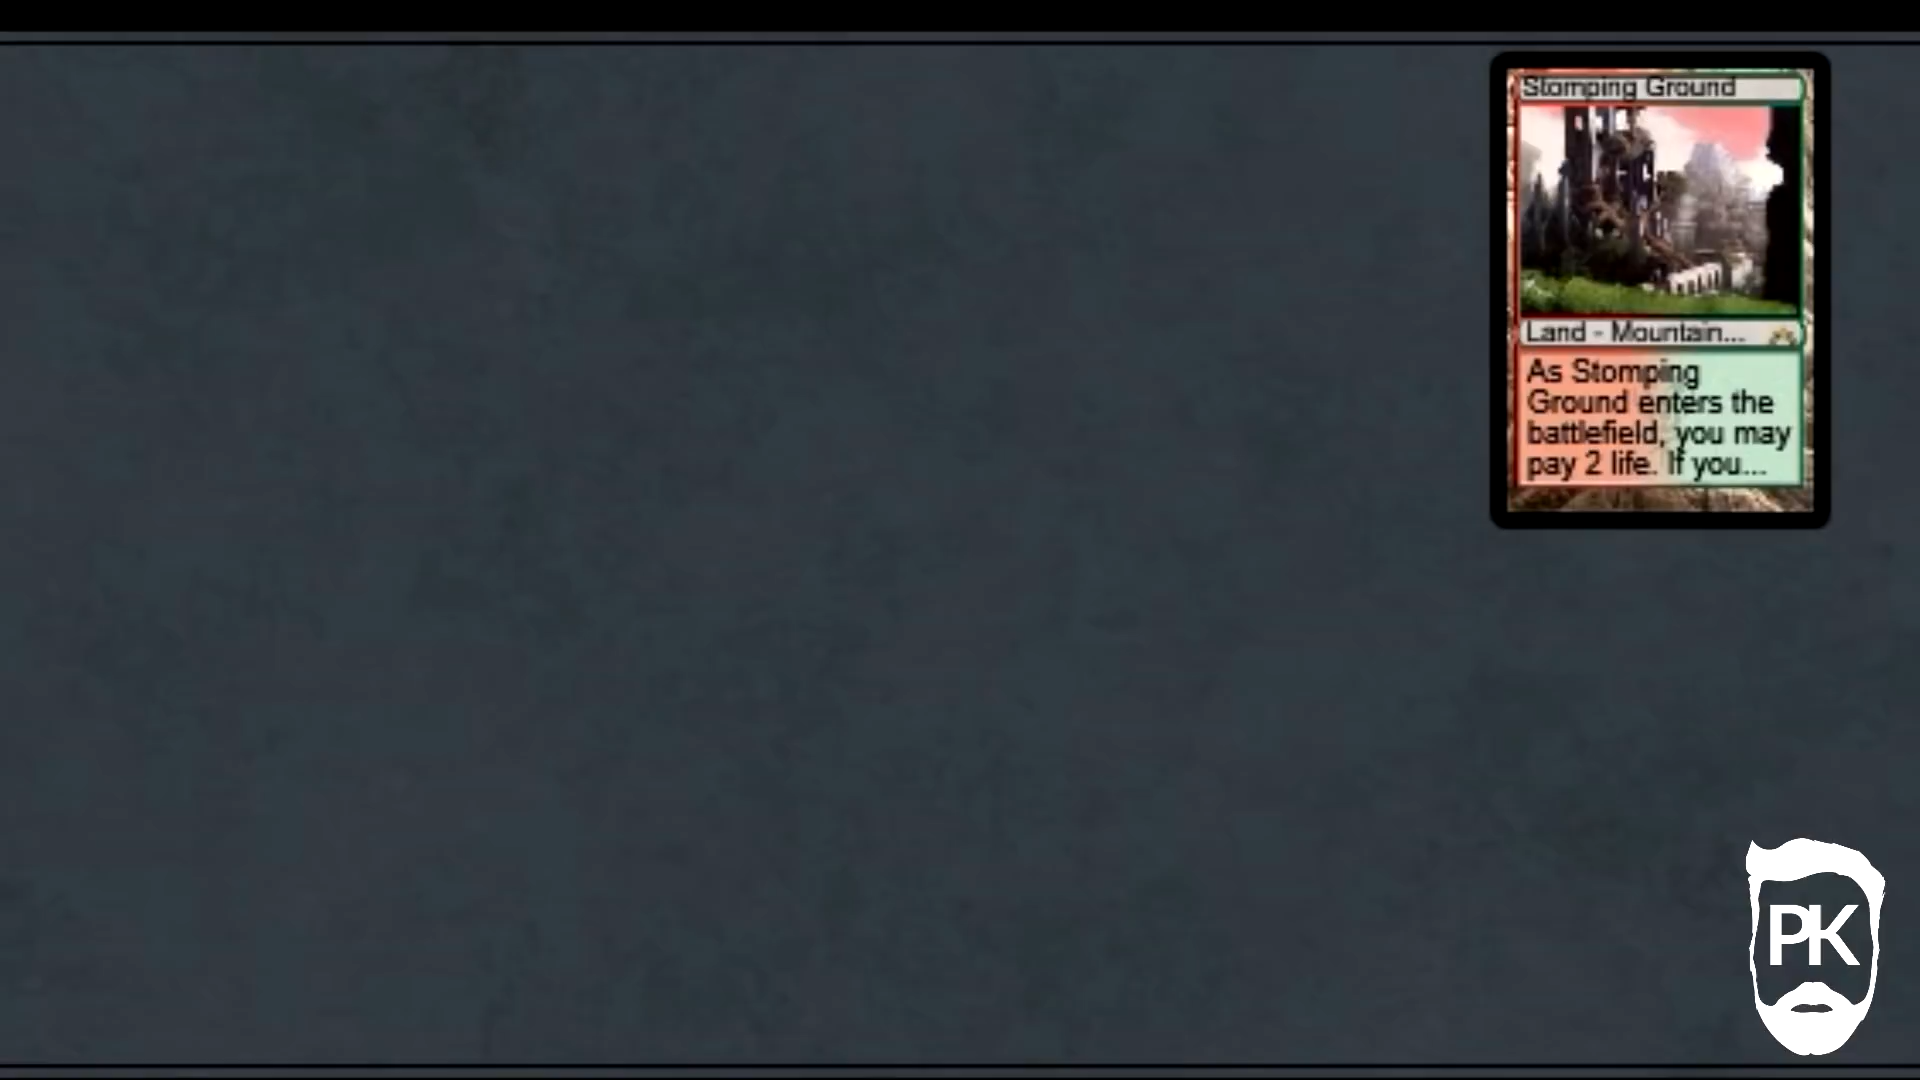 Stomping Ground
Land - Mountain...
As Stomping
Ground enters the
battlefield, you may
pay 2 life. If you...
PK